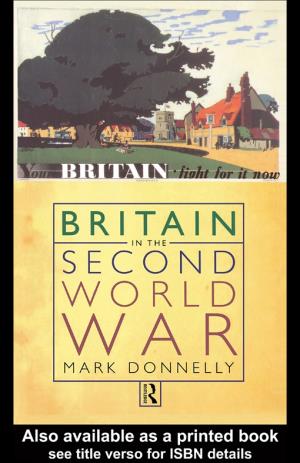 Your BRITAIN · fight for it now
BRITAIN
IN THE
SECOND
WORLD
WAR
MARK DONNELLY
R
Also available as a printed book
see title verso for ISBN details